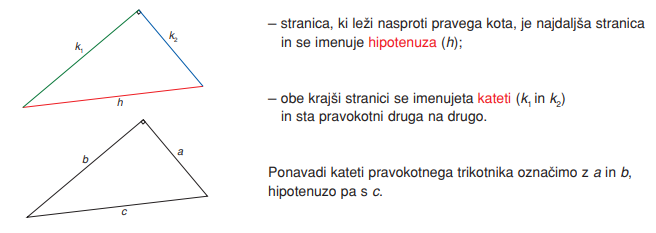 k₁
k₂
h
– stranica, ki leži nasproti pravega kota, je najdaljša stranica
in se imenuje hipotenuza (h);
– obe krajši stranici se imenujeta kateti (k₁ in k₂)
in sta pravokotni druga na drugo.
b
a
c
Ponavadi kateti pravokotnega trikotnika označimo z a in b,
hipotenuzo pa s c.